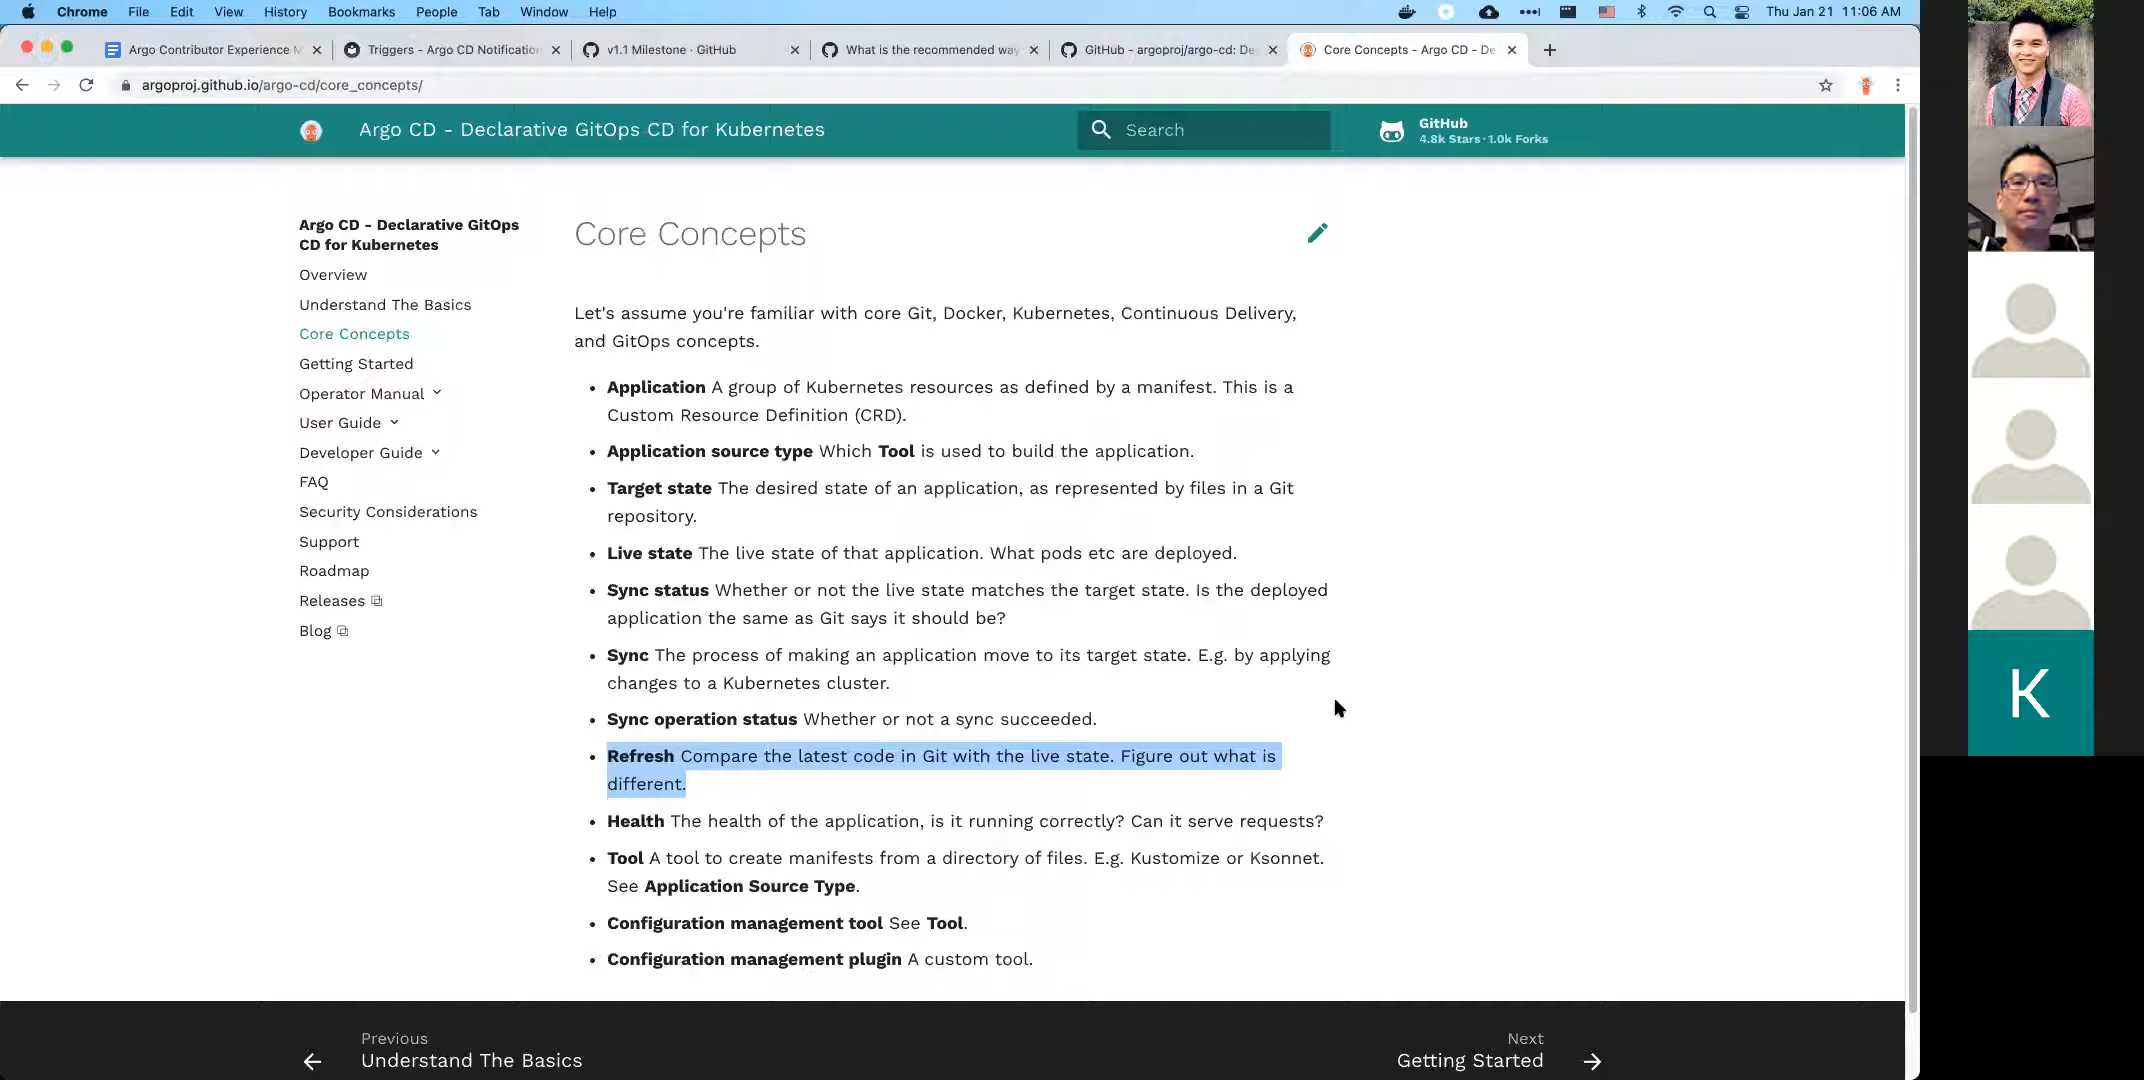 Chrome File Edit View History Bookmarks People Tab Window Help Thu Jan 21 11:06 AM
Argo Contributor Experience M Triggers - Argo CD Notification v1.1 Milestone · GitHub What is the recommended way GitHub - argoproj/argo-cd: De Core Concepts - Argo CD - De
argoproj.github.io/argo-cd/core_concepts/
Argo CD - Declarative GitOps CD for Kubernetes
Search
GitHub
4.8k Stars · 1.0k Forks
Argo CD - Declarative GitOps
CD for Kubernetes
Overview
Understand The Basics
Core Concepts
Getting Started
Operator Manual
User Guide
Developer Guide
FAQ
Security Considerations
Support
Roadmap
Releases
Blog
Core Concepts
Let's assume you're familiar with core Git, Docker, Kubernetes, Continuous Delivery,
and GitOps concepts.
• Application A group of Kubernetes resources as defined by a manifest. This is a
Custom Resource Definition (CRD).
• Application source type Which Tool is used to build the application.
• Target state The desired state of an application, as represented by files in a Git
repository.
• Live state The live state of that application. What pods etc are deployed.
• Sync status Whether or not the live state matches the target state. Is the deployed
application the same as Git says it should be?
• Sync The process of making an application move to its target state. E.g. by applying
changes to a Kubernetes cluster.
• Sync operation status Whether or not a sync succeeded.
• Refresh Compare the latest code in Git with the live state. Figure out what is
different.
• Health The health of the application, is it running correctly? Can it serve requests?
• Tool A tool to create manifests from a directory of files. E.g. Kustomize or Ksonnet.
See Application Source Type.
• Configuration management tool See Tool.
• Configuration management plugin A custom tool.
Previous
Understand The Basics
Next
Getting Started
K